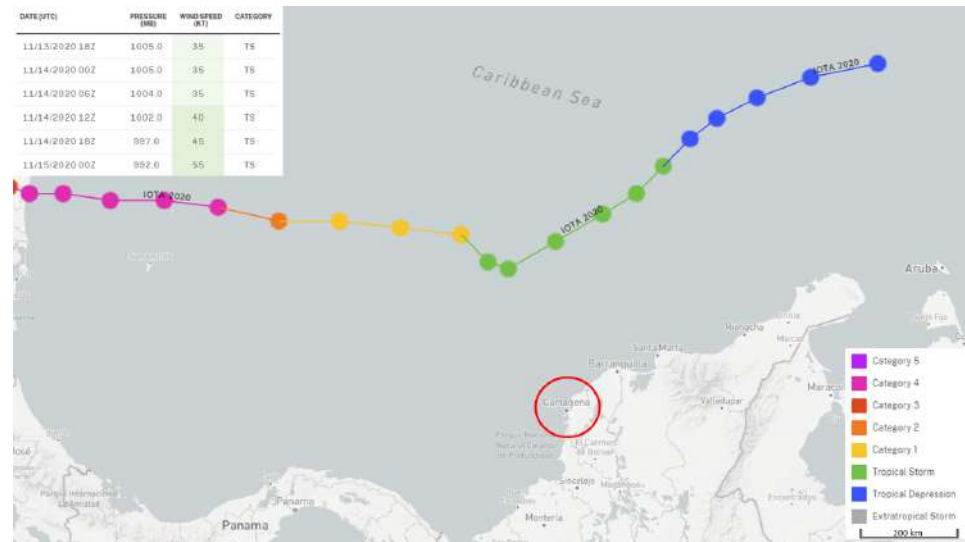 DATE (UTC) PRESSURE (MB) WIND SPEED (KT) CATEGORY
11/13/2020 18Z 1005.0 35 TS
11/14/2020 00Z 1005.0 35 TS
11/14/2020 06Z 1004.0 35 TS
11/14/2020 12Z 1002.0 40 TS
11/14/2020 18Z 997.0 45 TS
11/15/2020 00Z 992.0 55 TS
Caribbean Sea
IOTA 2020
IOTA 2020
IOTA 2020
Aruba
Riohacha
Santa Marta
Barranquilla
Valledupar
Cartagena
El Carmen
de Bolívar
Sincelejo
Montería
Panama
Panama
Category 5
Category 4
Category 3
Category 2
Category 1
Tropical Storm
Tropical Depression
Extratropical Storm
200 km